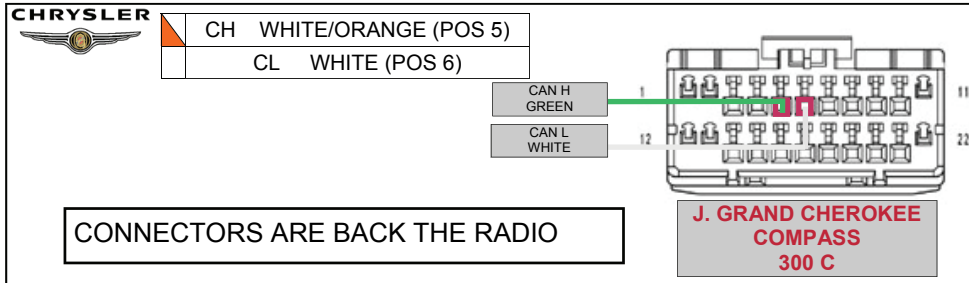 CHRYSLER
CH WHITE/ORANGE (POS 5)
CL WHITE (POS 6)
CAN H
GREEN
CAN L
WHITE
1
11
12
22
CONNECTORS ARE BACK THE RADIO
J. GRAND CHEROKEE
COMPASS
300 C